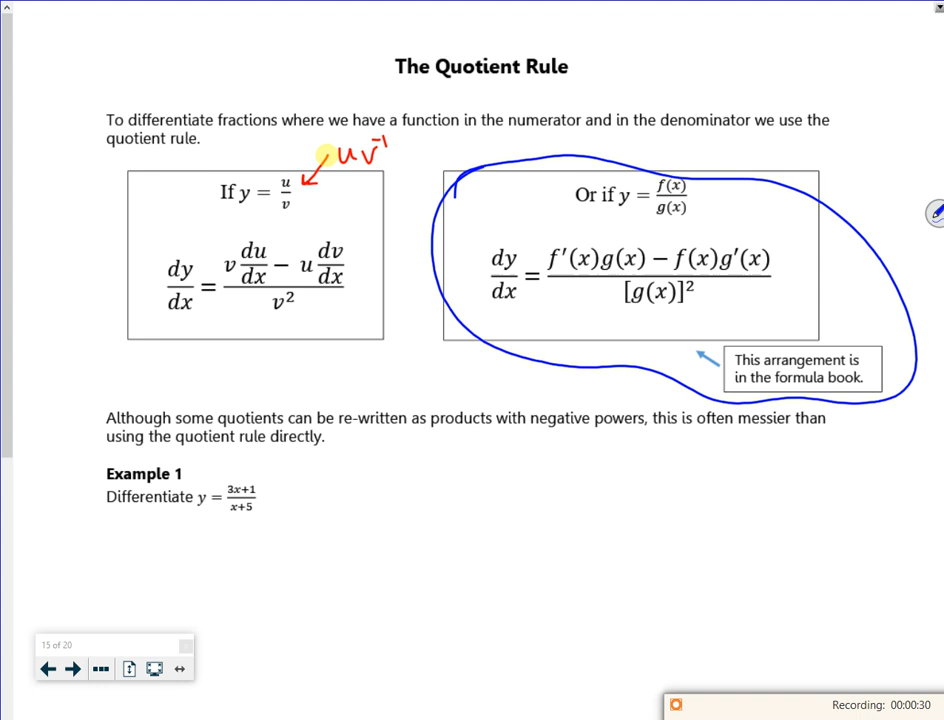 The Quotient Rule
To differentiate fractions where we have a function in the numerator and in the denominator we use the
quotient rule.
uv⁻¹
If y = u/v
dy/dx = (v du/dx − u dv/dx)/v²
Or if y = f(x)/g(x)
dy/dx = (f'(x)g(x) − f(x)g'(x))/[g(x)]²
This arrangement is
in the formula book.
Although some quotients can be re-written as products with negative powers, this is often messier than
using the quotient rule directly.
Example 1
Differentiate y = (3x+1)/(x+5)
15 of 20
Recording: 00:00:30